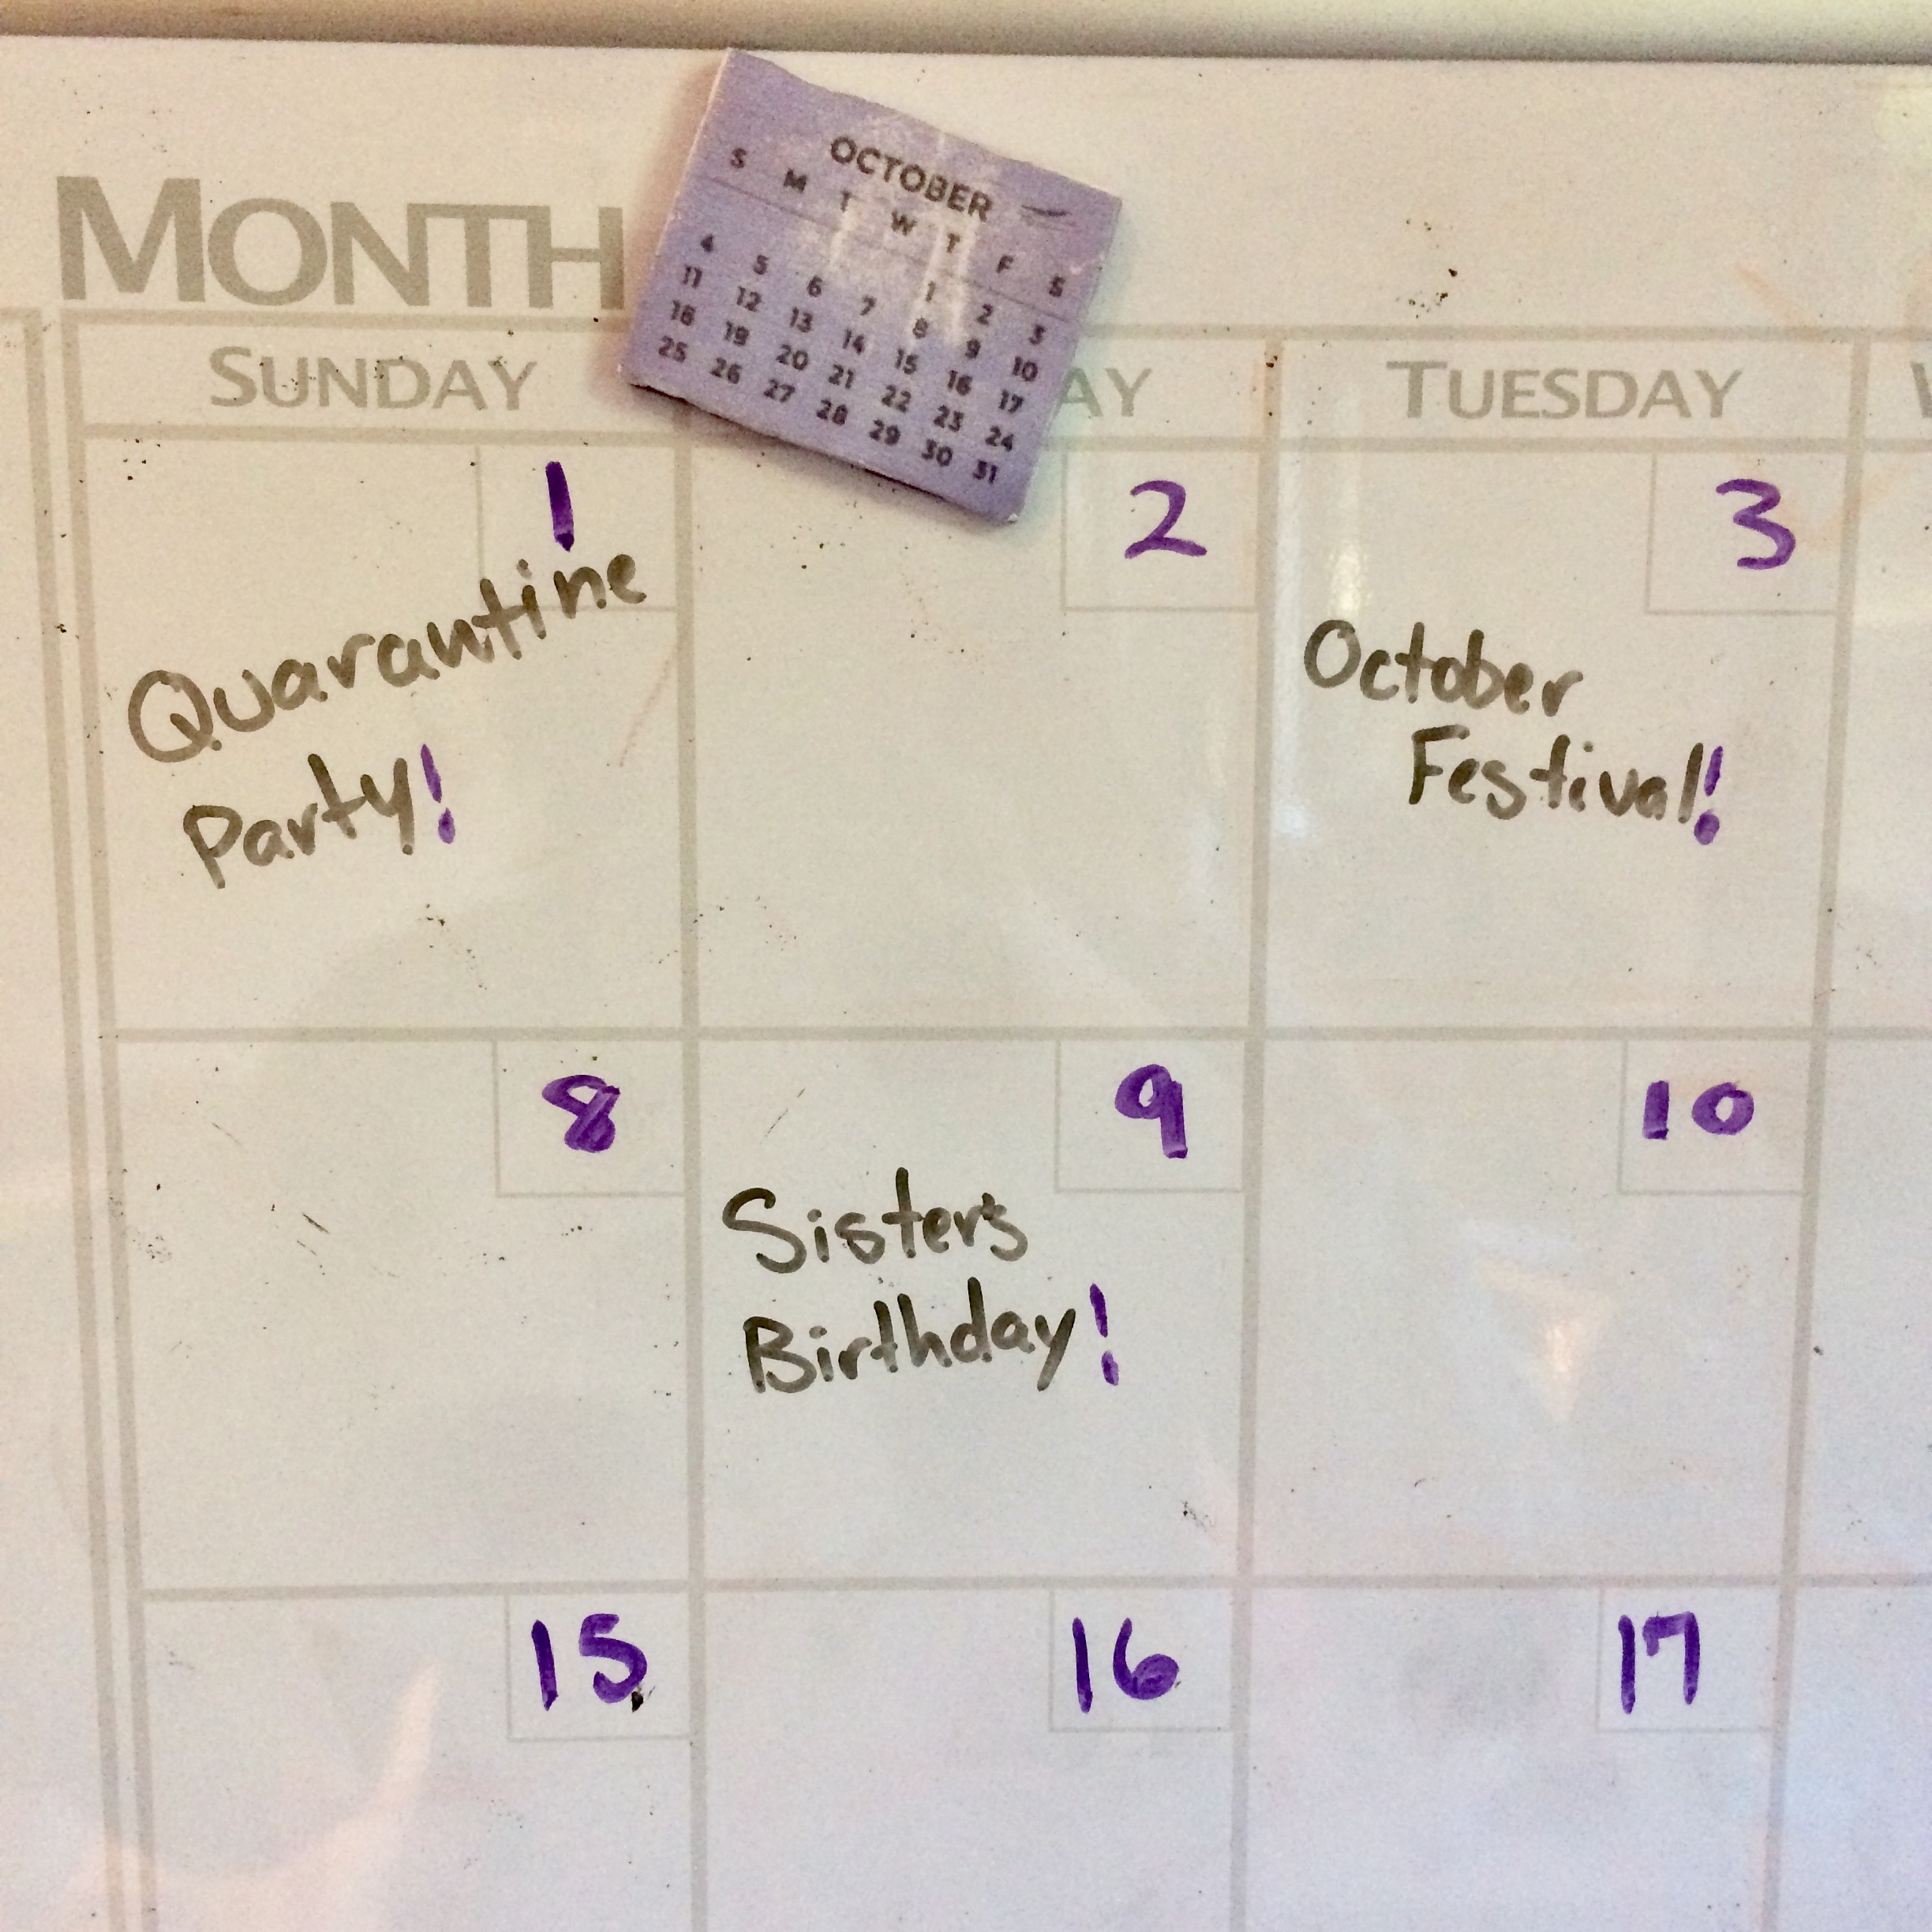 MONTH
OCTOBER
S M T W T F S
1 2 3
4 5 6 7 8 9 10
11 12 13 14 15 16 17
18 19 20 21 22 23 24
25 26 27 28 29 30 31
SUNDAY AY TUESDAY
1 2 3
Quarantine
Party!
October
Festival!
8 9 10
Sister's
Birthday!
15 16 17